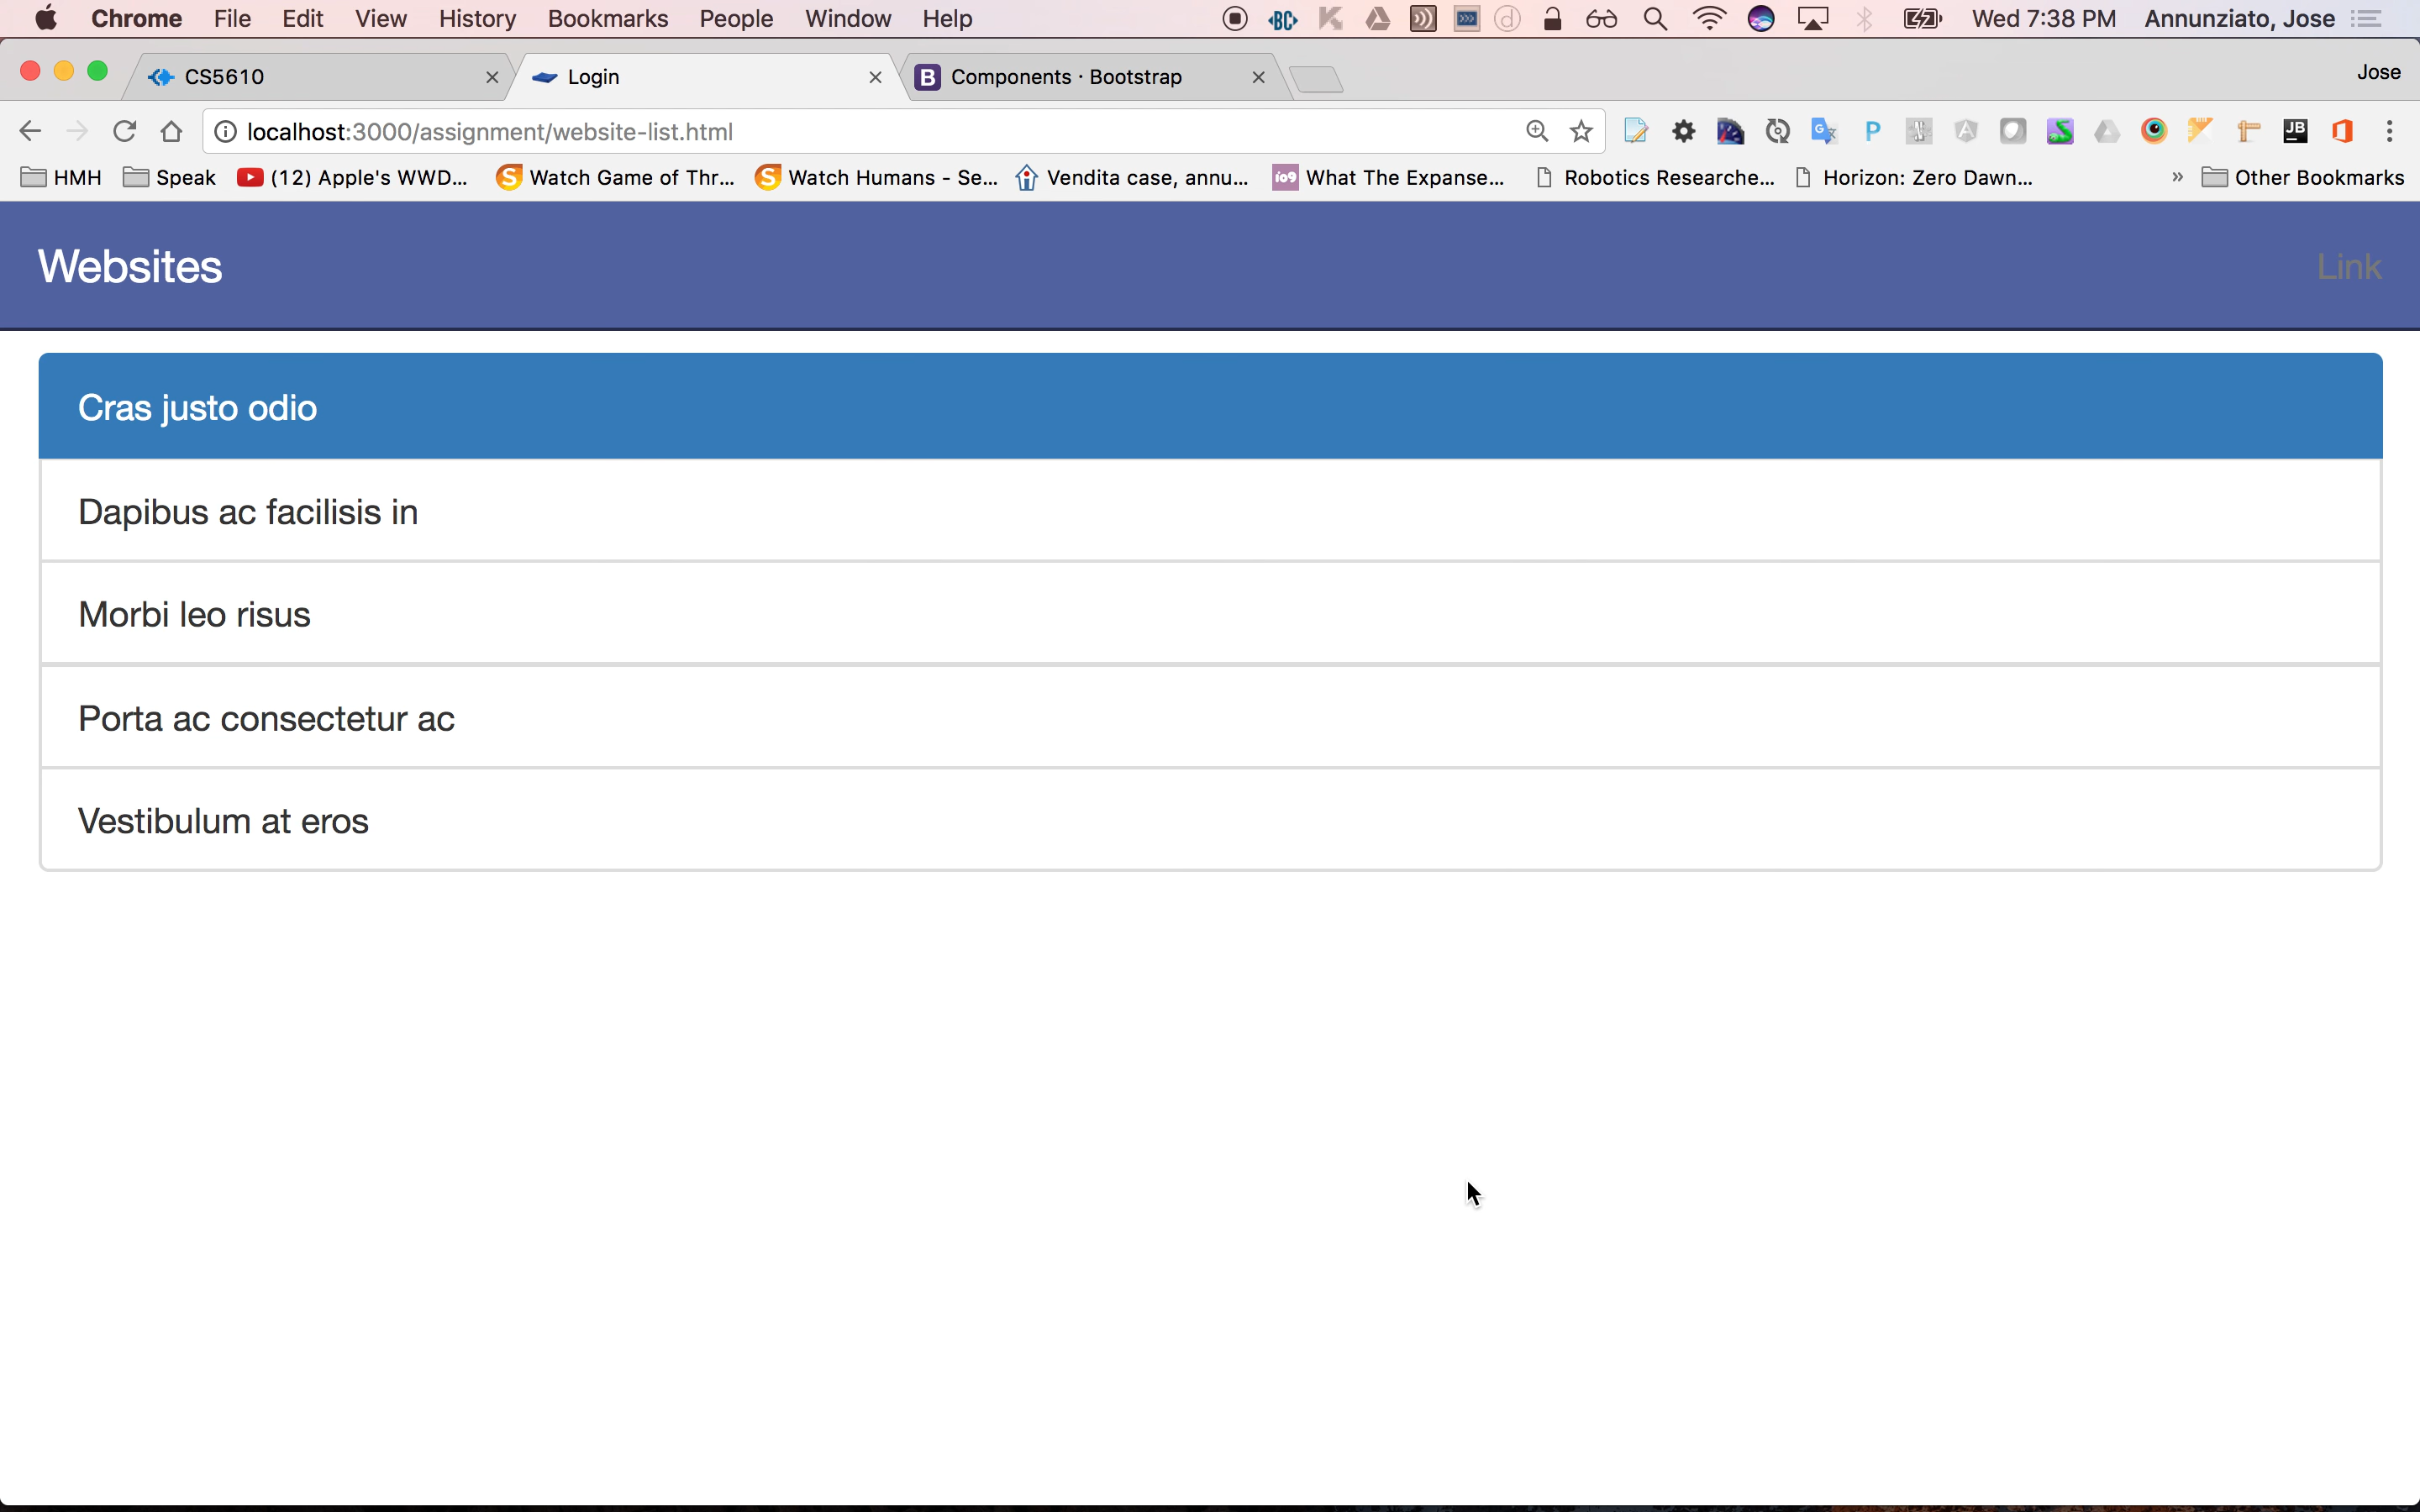 Chrome File Edit View History Bookmarks People Window Help BC d Wed 7:38 PM Annunziato, Jose
CS5610 Login B Components · Bootstrap Jose
localhost:3000/assignment/website-list.html P JB
HMH Speak (12) Apple's WWD... S Watch Game of Thr... S Watch Humans - Se... Vendita case, annu... io9 What The Expanse... Robotics Researche... Horizon: Zero Dawn... » Other Bookmarks
Websites Link
Cras justo odio
Dapibus ac facilisis in
Morbi leo risus
Porta ac consectetur ac
Vestibulum at eros